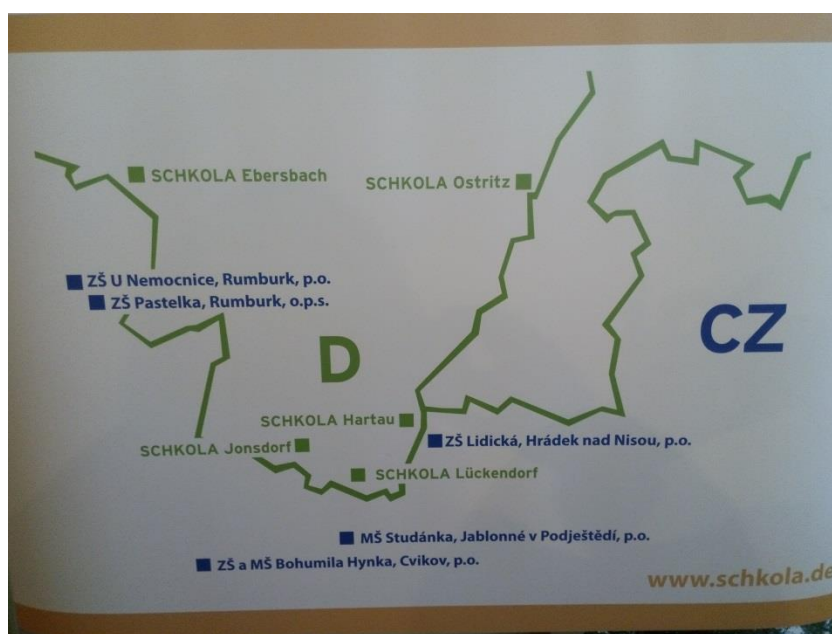 SCHKOLA Ebersbach
SCHKOLA Ostritz
ZŠ U Nemocnice, Rumburk, p.o.
ZŠ Pastelka, Rumburk, o.p.s.
CZ
D
SCHKOLA Hartau
ZŠ Lidická, Hrádek nad Nisou, p.o.
SCHKOLA Jonsdorf
SCHKOLA Lückendorf
MŠ Studánka, Jablonné v Podještědí, p.o.
ZŠ a MŠ Bohumila Hynka, Cvikov, p.o.
www.schkola.de